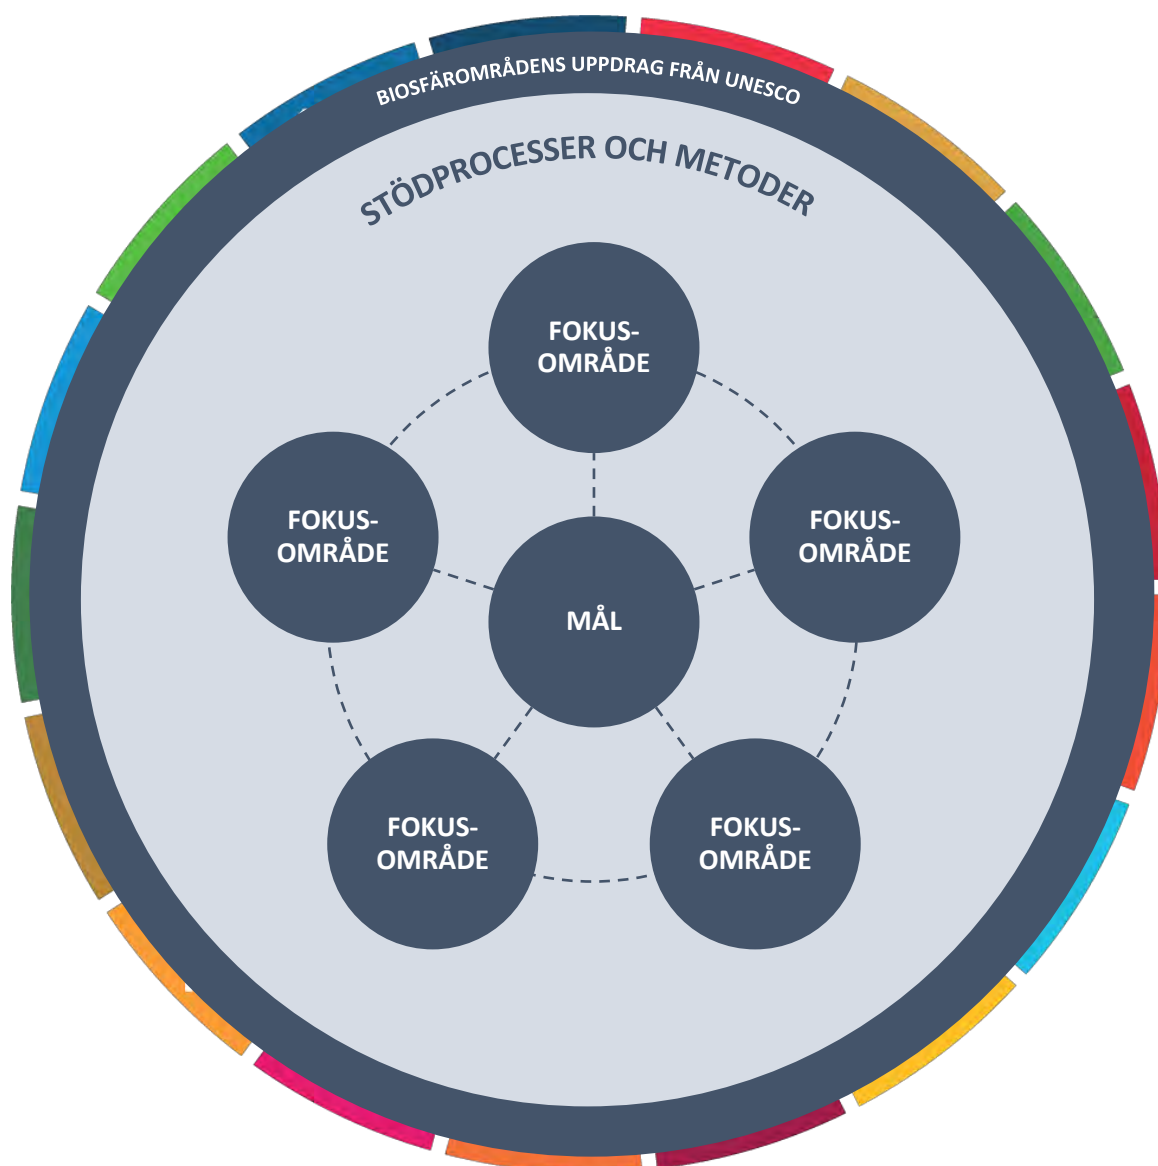 BIOSFÄROMRÅDENS UPPDRAG FRÅN UNESCO
STÖDPROCESSER OCH METODER
FOKUS-
OMRÅDE
FOKUS-
OMRÅDE
FOKUS-
OMRÅDE
MÅL
FOKUS-
OMRÅDE
FOKUS-
OMRÅDE